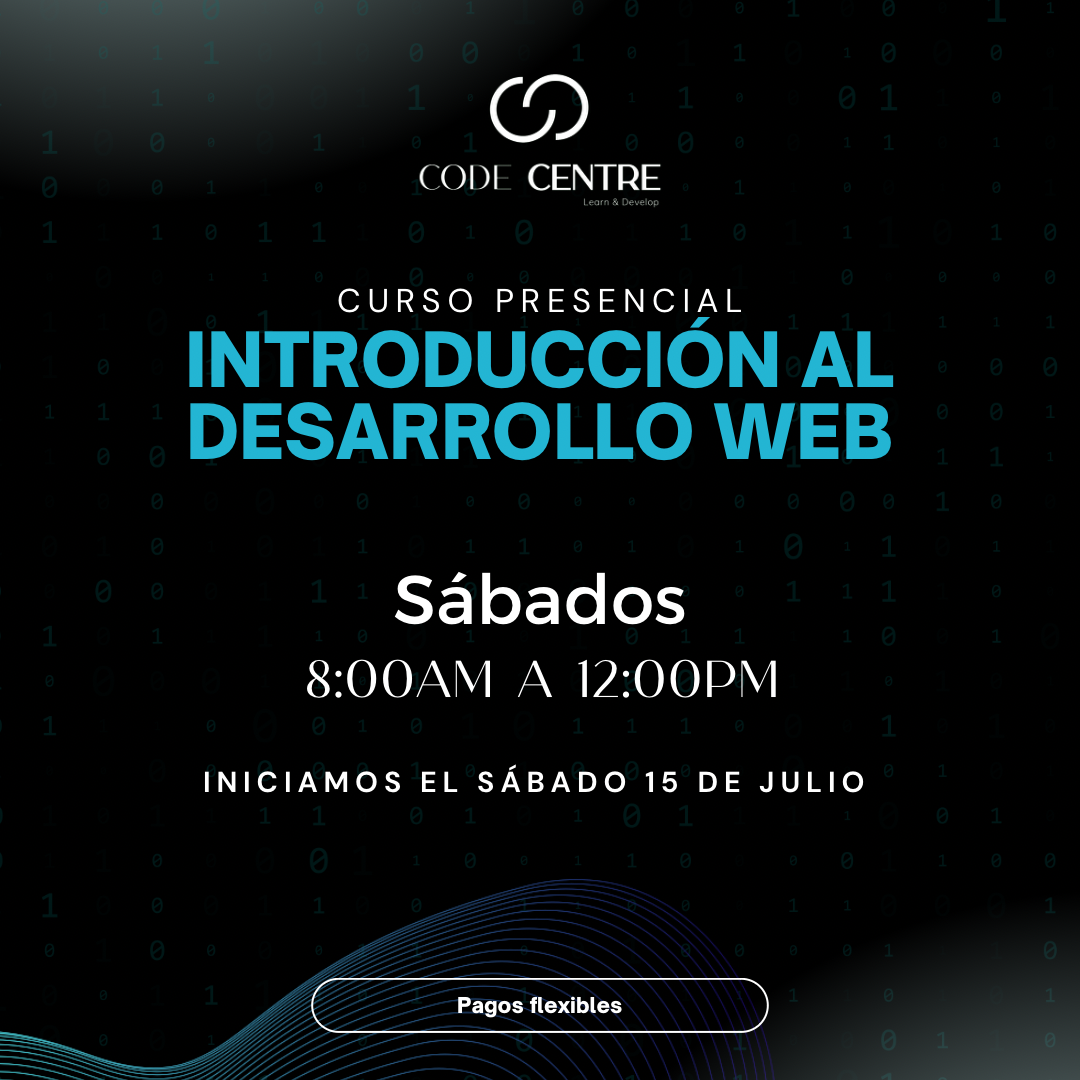 CODE CENTRE
Learn & Develop
CURSO PRESENCIAL
INTRODUCCIÓN AL
DESARROLLO WEB
Sábados
8:00AM A 12:00PM
INICIAMOS EL SÁBADO 15 DE JULIO
Pagos flexibles